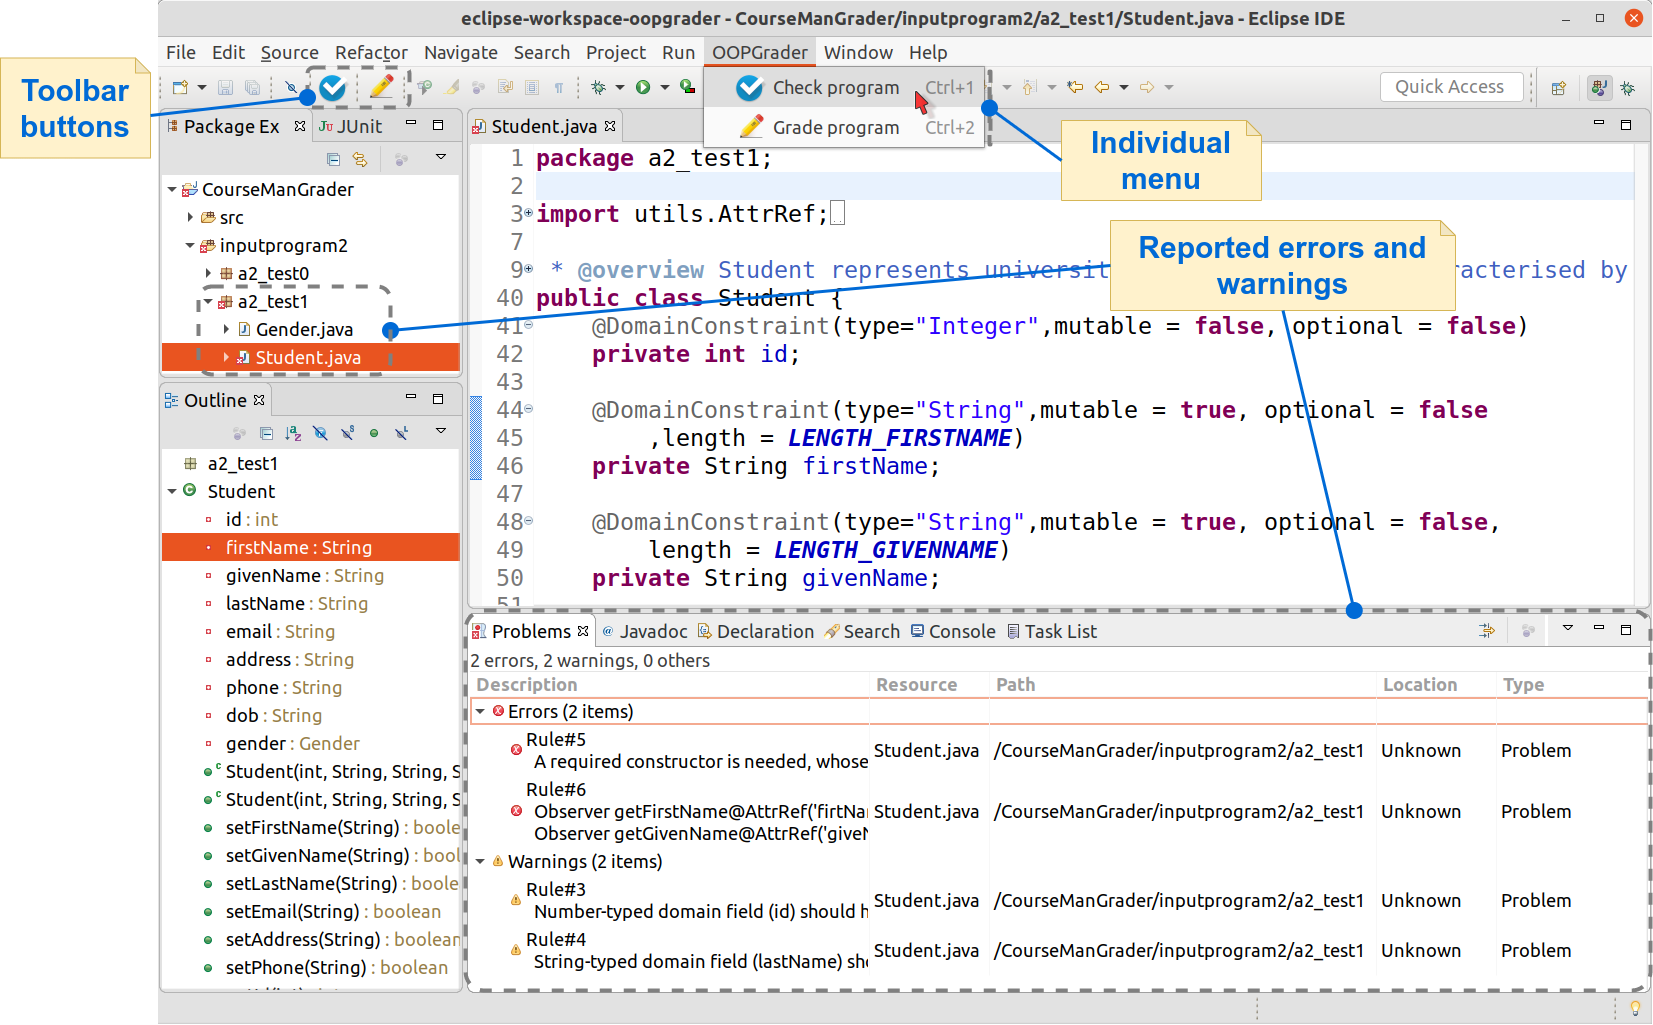 eclipse-workspace-oopgrader - CourseManGrader/inputprogram2/a2_test1/Student.java - Eclipse IDE
File Edit Source Refactor Navigate Search Project Run OOPGrader Window Help
Toolbar
buttons
Check program Ctrl+1
Grade program Ctrl+2
Quick Access
Individual
menu
Package Ex JUnit
CourseManGrader
src
inputprogram2
a2_test0
a2_test1
Gender.java
Student.java
Student.java
1 package a2_test1;
2
3 import utils.AttrRef;
7
9 * @overview Student represents universit racterised by
40 public class Student {
41 @DomainConstraint(type="Integer",mutable = false, optional = false)
42 private int id;
43
44 @DomainConstraint(type="String",mutable = true, optional = false
45 ,length = LENGTH_FIRSTNAME)
46 private String firstName;
47
48 @DomainConstraint(type="String",mutable = true, optional = false,
49 length = LENGTH_GIVENNAME)
50 private String givenName;
51
Reported errors and
warnings
Outline
a2_test1
Student
id : int
firstName : String
givenName : String
lastName : String
email : String
address : String
phone : String
dob : String
gender : Gender
Student(int, String, String, S
Student(int, String, String, S
setFirstName(String) : boole
setGivenName(String) : bool
setLastName(String) : boole
setEmail(String) : boolean
setAddress(String) : boolean
setPhone(String) : boolean
Problems @ Javadoc Declaration Search Console Task List
2 errors, 2 warnings, 0 others
Description Resource Path Location Type
Errors (2 items)
Rule#5
A required constructor is needed, whose Student.java /CourseManGrader/inputprogram2/a2_test1 Unknown Problem
Rule#6
Observer getFirstName@AttrRef('firtNar Student.java /CourseManGrader/inputprogram2/a2_test1 Unknown Problem
Observer getGivenName@AttrRef('giveN
Warnings (2 items)
Rule#3
Number-typed domain field (id) should h Student.java /CourseManGrader/inputprogram2/a2_test1 Unknown Problem
Rule#4
String-typed domain field (lastName) sho Student.java /CourseManGrader/inputprogram2/a2_test1 Unknown Problem